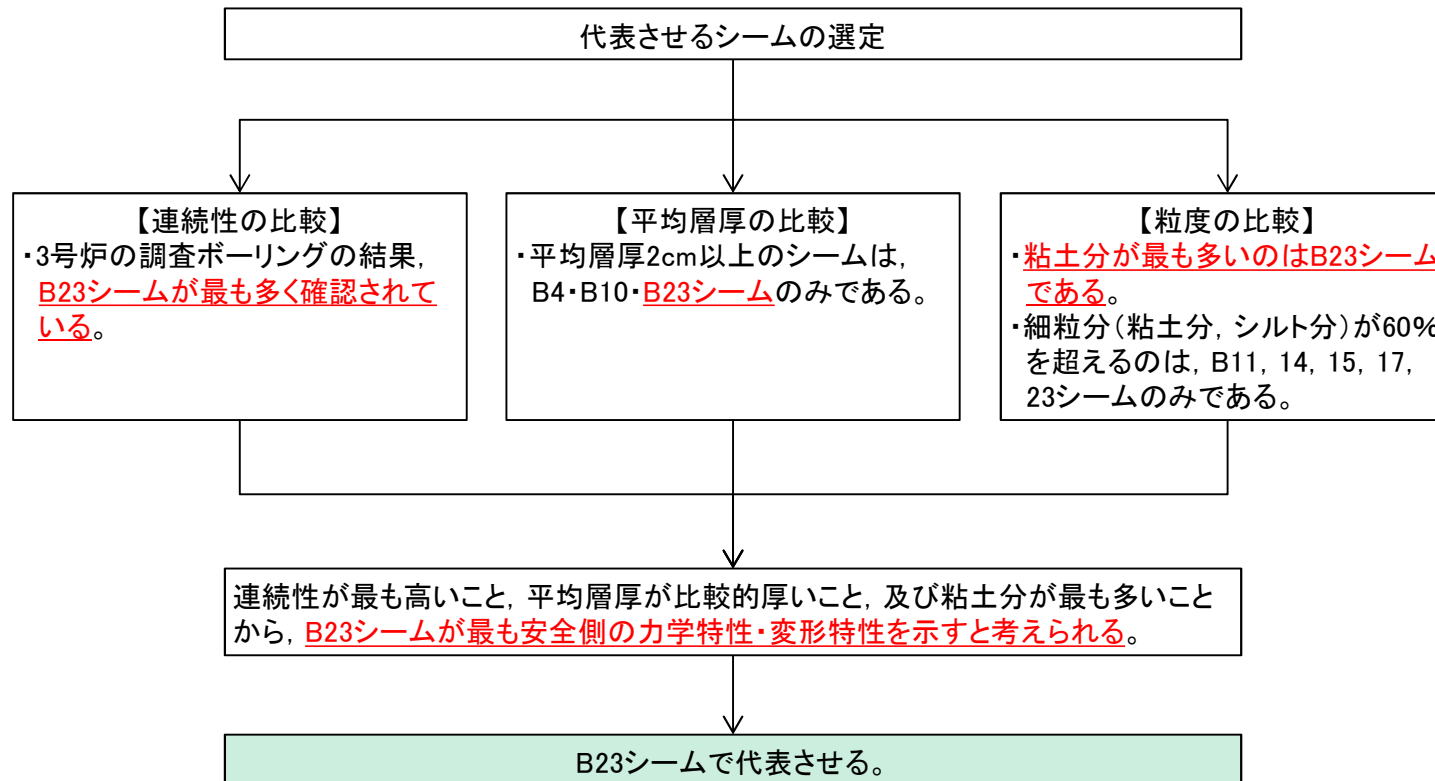 代表させるシームの選定
【連続性の比較】
・3号炉の調査ボーリングの結果,
B23シームが最も多く確認されて
いる。
【平均層厚の比較】
・平均層厚2cm以上のシームは,
B4・B10・B23シームのみである。
【粒度の比較】
・粘土分が最も多いのはB23シーム
である。
・細粒分(粘土分, シルト分)が60%
を超えるのは, B11, 14, 15, 17,
23シームのみである。
連続性が最も高いこと, 平均層厚が比較的厚いこと, 及び粘土分が最も多いこと
から, B23シームが最も安全側の力学特性・変形特性を示すと考えられる。
B23シームで代表させる。